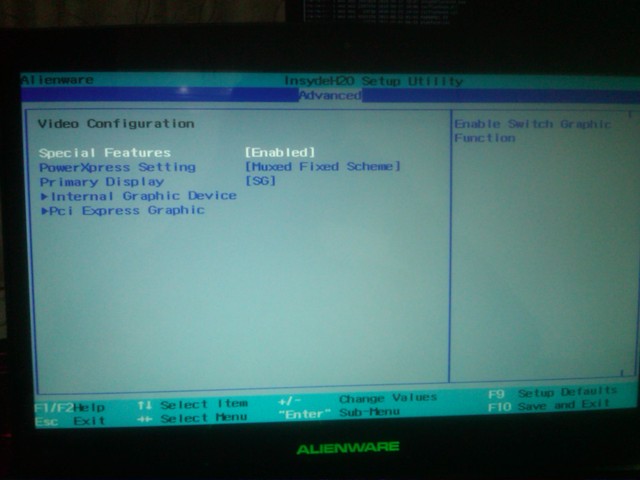 Alienware InsydeH2O Setup Utility
Advanced
Video Configuration
Enable Switch Graphic
Function
Special Features [Enabled]
PowerXpress Setting [Muxed Fixed Scheme]
Primary Display [SG]
▶Internal Graphic Device
▶Pci Express Graphic
F1/F2 Help ↑↓ Select Item +/- Change Values F9 Setup Defaults
Esc Exit ↔ Select Menu "Enter" Sub-Menu F10 Save and Exit
ALIENWARE